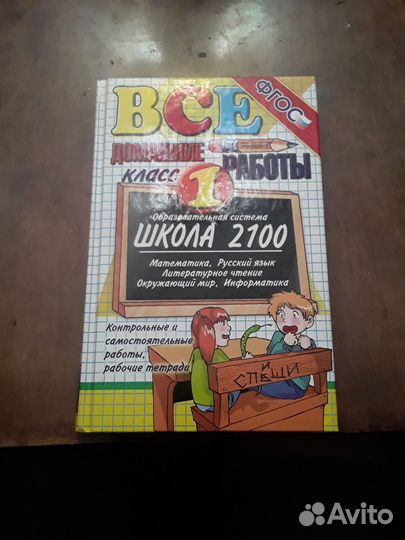 ВСЕ
ФГОС
ДОМАШНИЕ
РАБОТЫ
КЛАСС
1
Образовательная система
ШКОЛА 2100
Математика, Русский язык
Литературное чтение
Окружающий мир, Информатика
Контрольные и
самостоятельные
работы,
рабочие тетради
И
СПЕШИ
Avito